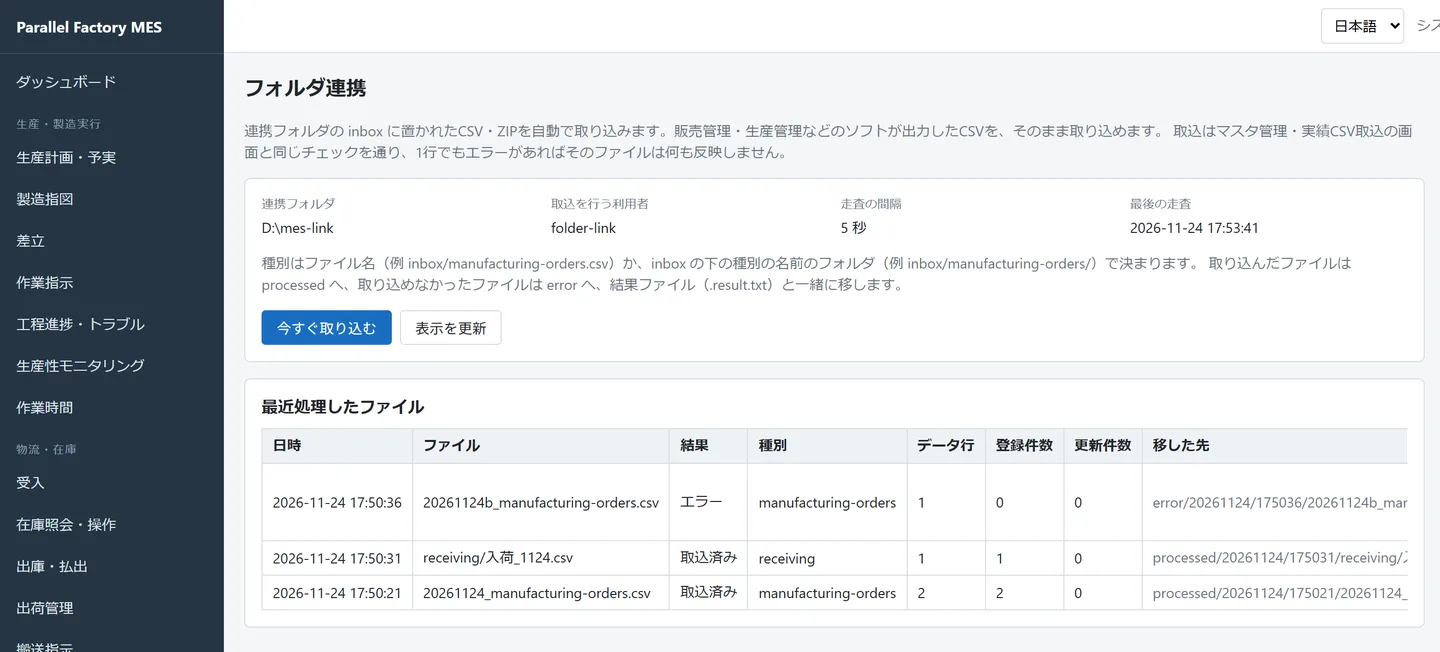 Parallel Factory MES
日本語
シス
ダッシュボード
生産・製造実行
生産計画・予実
製造指図
差立
作業指示
工程進捗・トラブル
生産性モニタリング
作業時間
物流・在庫
受入
在庫照会・操作
出庫・払出
出荷管理
搬送指示
フォルダ連携
連携フォルダの inbox に置かれたCSV・ZIPを自動で取り込みます。販売管理・生産管理などのソフトが出力したCSVを、そのまま取り込めます。 取込はマスタ管理・実績CSV取込の画
面と同じチェックを通り、1行でもエラーがあればそのファイルは何も反映しません。
連携フォルダ 取込を行う利用者 走査の間隔 最後の走査
D:\mes-link folder-link 5 秒 2026-11-24 17:53:41
種別はファイル名（例 inbox/manufacturing-orders.csv）か、inbox の下の種別の名前のフォルダ（例 inbox/manufacturing-orders/）で決まります。 取り込んだファイルは
processed へ、取り込めなかったファイルは error へ、結果ファイル（.result.txt）と一緒に移します。
今すぐ取り込む 表示を更新
最近処理したファイル
日時 ファイル 結果 種別 データ行 登録件数 更新件数 移した先
2026-11-24 17:50:36 20261124b_manufacturing-orders.csv エラー manufacturing-orders 1 0 0 error/20261124/175036/20261124b_mar
2026-11-24 17:50:31 receiving/入荷_1124.csv 取込済み receiving 1 1 0 processed/20261124/175031/receiving/
2026-11-24 17:50:21 20261124_manufacturing-orders.csv 取込済み manufacturing-orders 2 2 0 processed/20261124/175021/20261124_